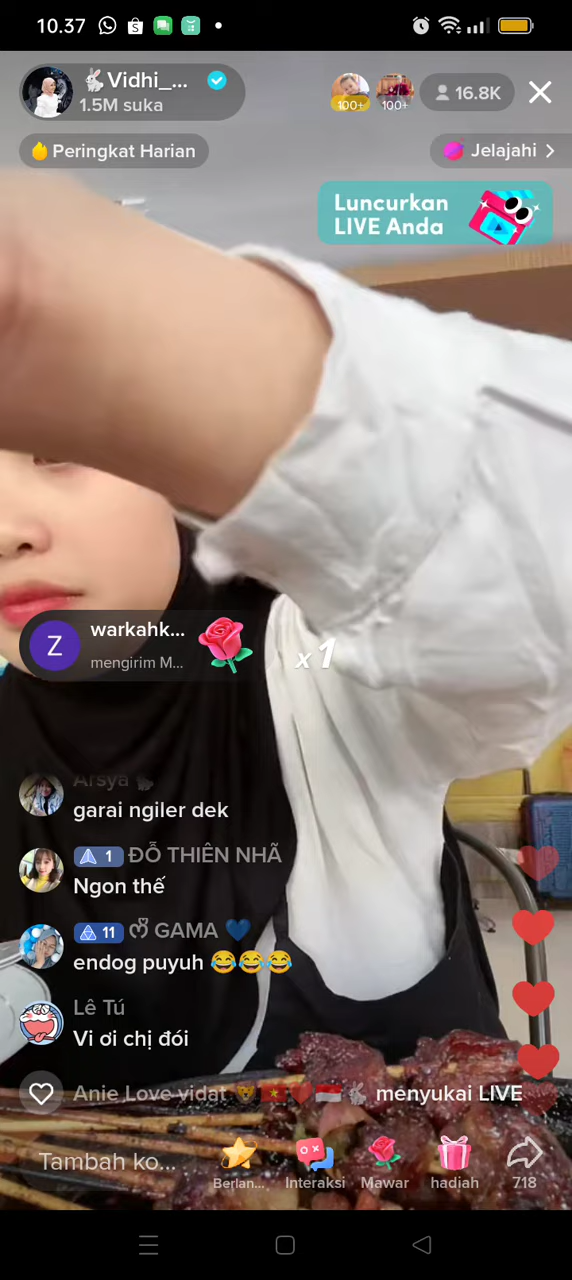 10.37
Vidhi_...
1.5M suka
100+
100+
16.8K
Peringkat Harian
Jelajahi
Luncurkan
LIVE Anda
Z
warkahk...
mengirim M...
x1
Arsya
garai ngiler dek
1 ĐỖ THIÊN NHÃ
Ngon thế
11 GAMA
endog puyuh 😂😂😂
Lê Tú
Vi ơi chị đói
Anie Love vidat menyukai LIVE
Tambah ko...
Berlan...
Interaksi
Mawar
hadiah
718